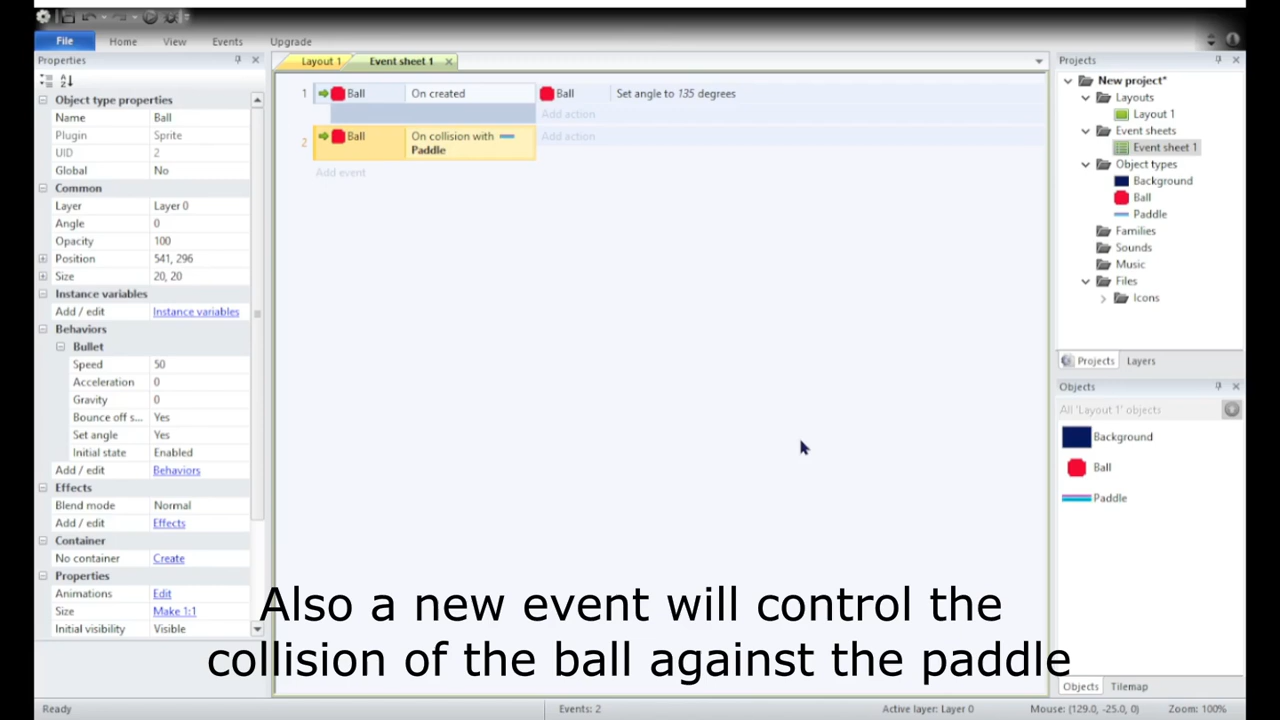 File Home View Events Upgrade
Properties
Object type properties
Name Ball
Plugin Sprite
UID 2
Global No
Common
Layer Layer 0
Angle 0
Opacity 100
Position 541, 296
Size 20, 20
Instance variables
Add / edit Instance variables
Behaviors
Bullet
Speed 50
Acceleration 0
Gravity 0
Bounce off s... Yes
Set angle Yes
Initial state Enabled
Add / edit Behaviors
Effects
Blend mode Normal
Add / edit Effects
Container
No container Create
Properties
Animations Edit
Size Make 1:1
Initial visibility Visible
Layout 1 Event sheet 1
1 Ball On created Ball Set angle to 135 degrees
Add action
2 Ball On collision with Add action
Paddle
Add event
Projects
New project*
Layouts
Layout 1
Event sheets
Event sheet 1
Object types
Background
Ball
Paddle
Families
Sounds
Music
Files
Icons
Projects Layers
Objects
All 'Layout 1' objects
Background
Ball
Paddle
Objects Tilemap
Also a new event will control the
collision of the ball against the paddle
Ready Events: 2 Active layer: Layer 0 Mouse: (129.0, -25.0, 0) Zoom: 100%